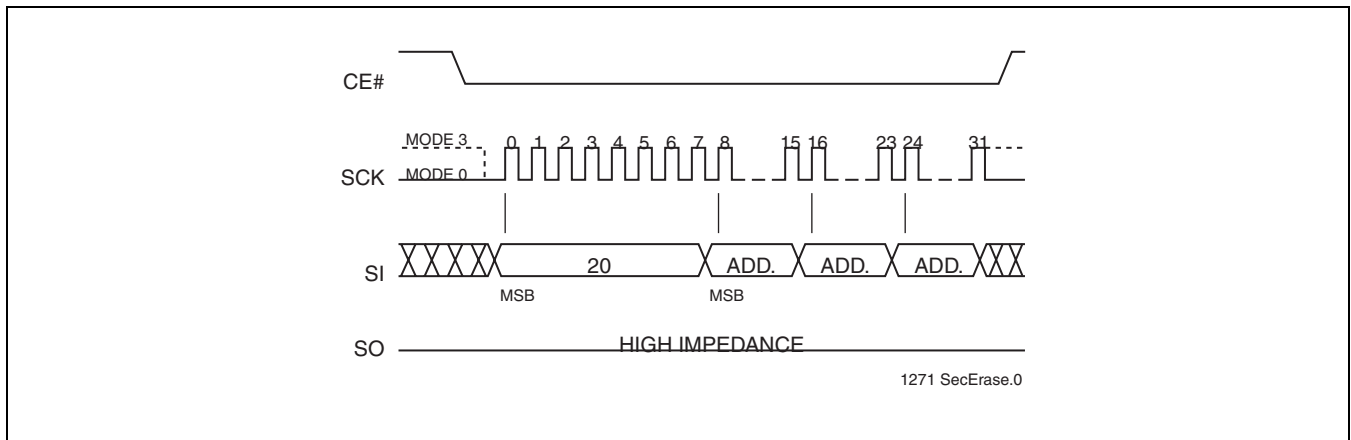 CE#
MODE 3 0 1 2 3 4 5 6 7 8 15 16 23 24 31
SCK MODE 0
SI 20 ADD. ADD. ADD.
MSB MSB
SO HIGH IMPEDANCE
1271 SecErase.0